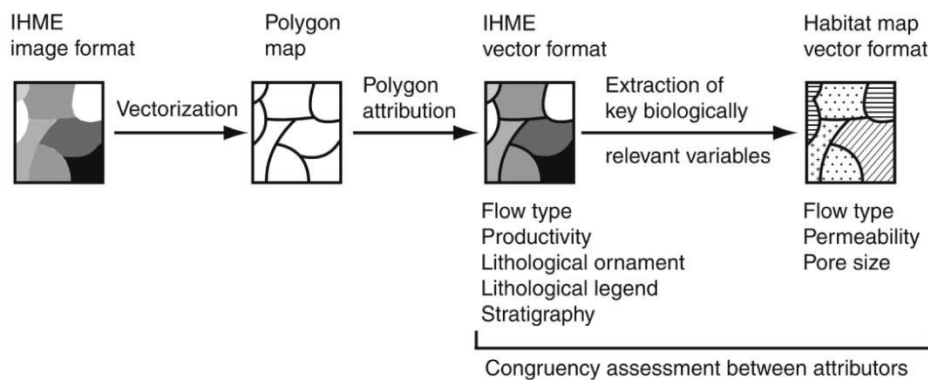 IHME
image format
Vectorization
Polygon
map
Polygon
attribution
IHME
vector format
Extraction of
key biologically
relevant variables
Habitat map
vector format
Flow type
Productivity
Lithological ornament
Lithological legend
Stratigraphy
Flow type
Permeability
Pore size
Congruency assessment between attributors